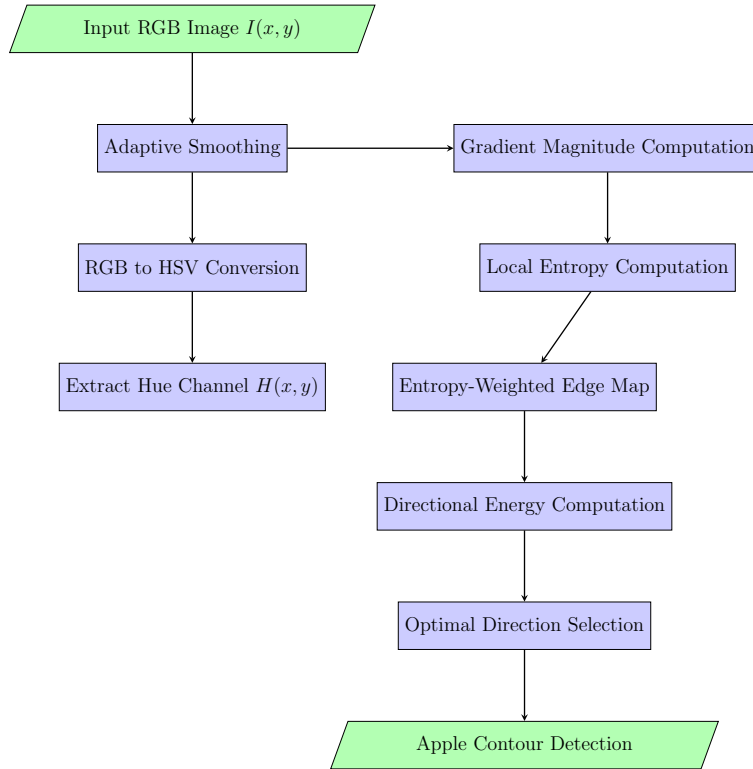 Input RGB Image I(x, y)
Adaptive Smoothing
Gradient Magnitude Computation
RGB to HSV Conversion
Local Entropy Computation
Extract Hue Channel H(x, y)
Entropy-Weighted Edge Map
Directional Energy Computation
Optimal Direction Selection
Apple Contour Detection